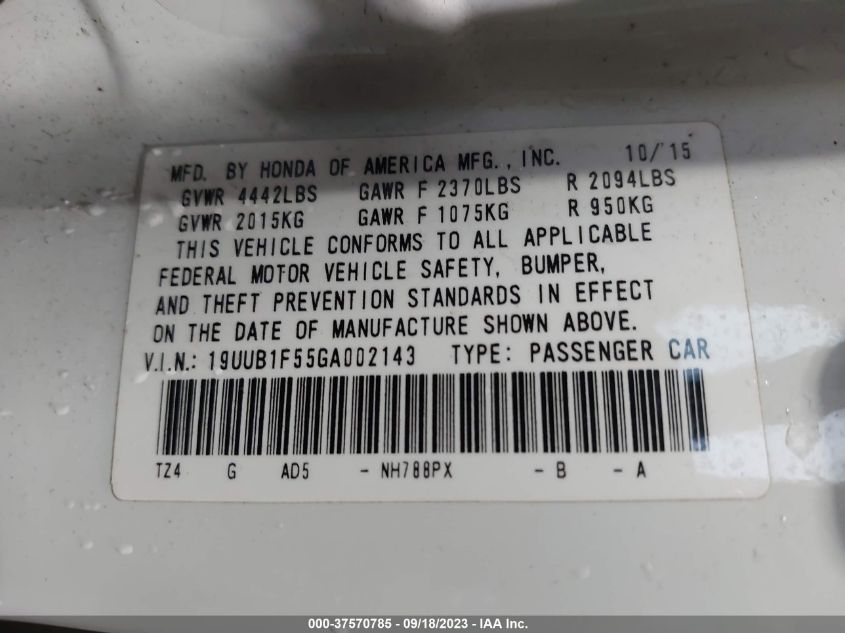 MFD. BY HONDA OF AMERICA MFG., INC. 10/'15
GVWR 4442LBS GAWR F 2370LBS R 2094LBS
GVWR 2015KG GAWR F 1075KG R 950KG
THIS VEHICLE CONFORMS TO ALL APPLICABLE
FEDERAL MOTOR VEHICLE SAFETY, BUMPER,
AND THEFT PREVENTION STANDARDS IN EFFECT
ON THE DATE OF MANUFACTURE SHOWN ABOVE.
V.I.N.: 19UUB1F55GA002143 TYPE: PASSENGER CAR
TZ4 G AD5 - NH788PX - B - A
000-37570785 - 09/18/2023 - IAA Inc.